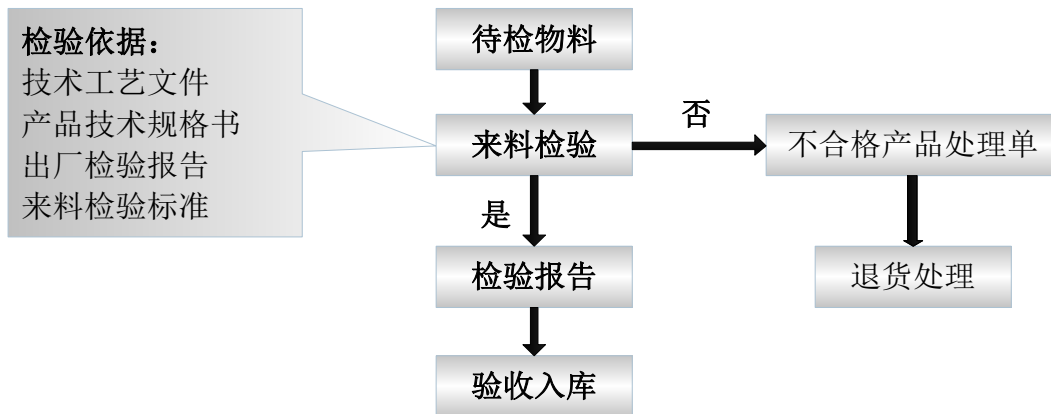 检验依据：
技术工艺文件
产品技术规格书
出厂检验报告
来料检验标准
待检物料
来料检验
否
不合格产品处理单
是
检验报告
退货处理
验收入库